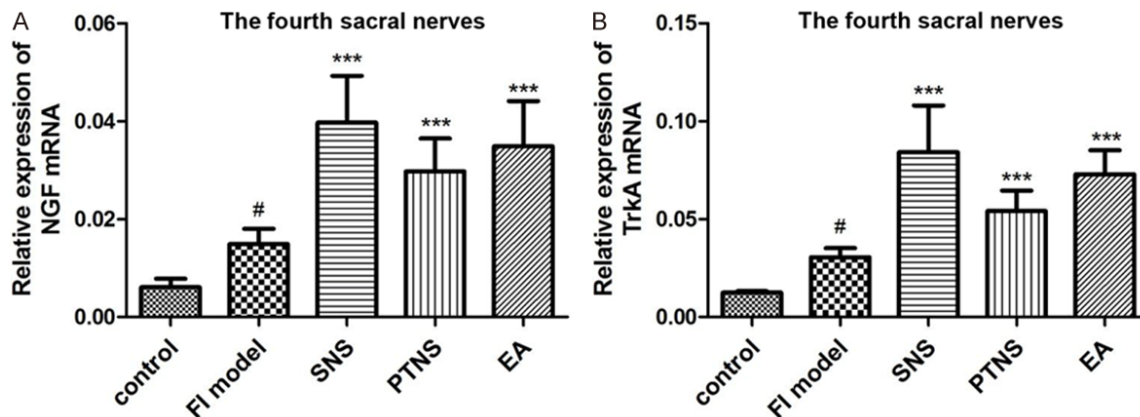 A
The fourth sacral nerves
Relative expression of
NGF mRNA
0.06
0.04
0.02
0.00
#
***
***
***
control
FI model
SNS
PTNS
EA
B
The fourth sacral nerves
Relative expression of
TrkA mRNA
0.15
0.10
0.05
0.00
#
***
***
***
control
FI model
SNS
PTNS
EA